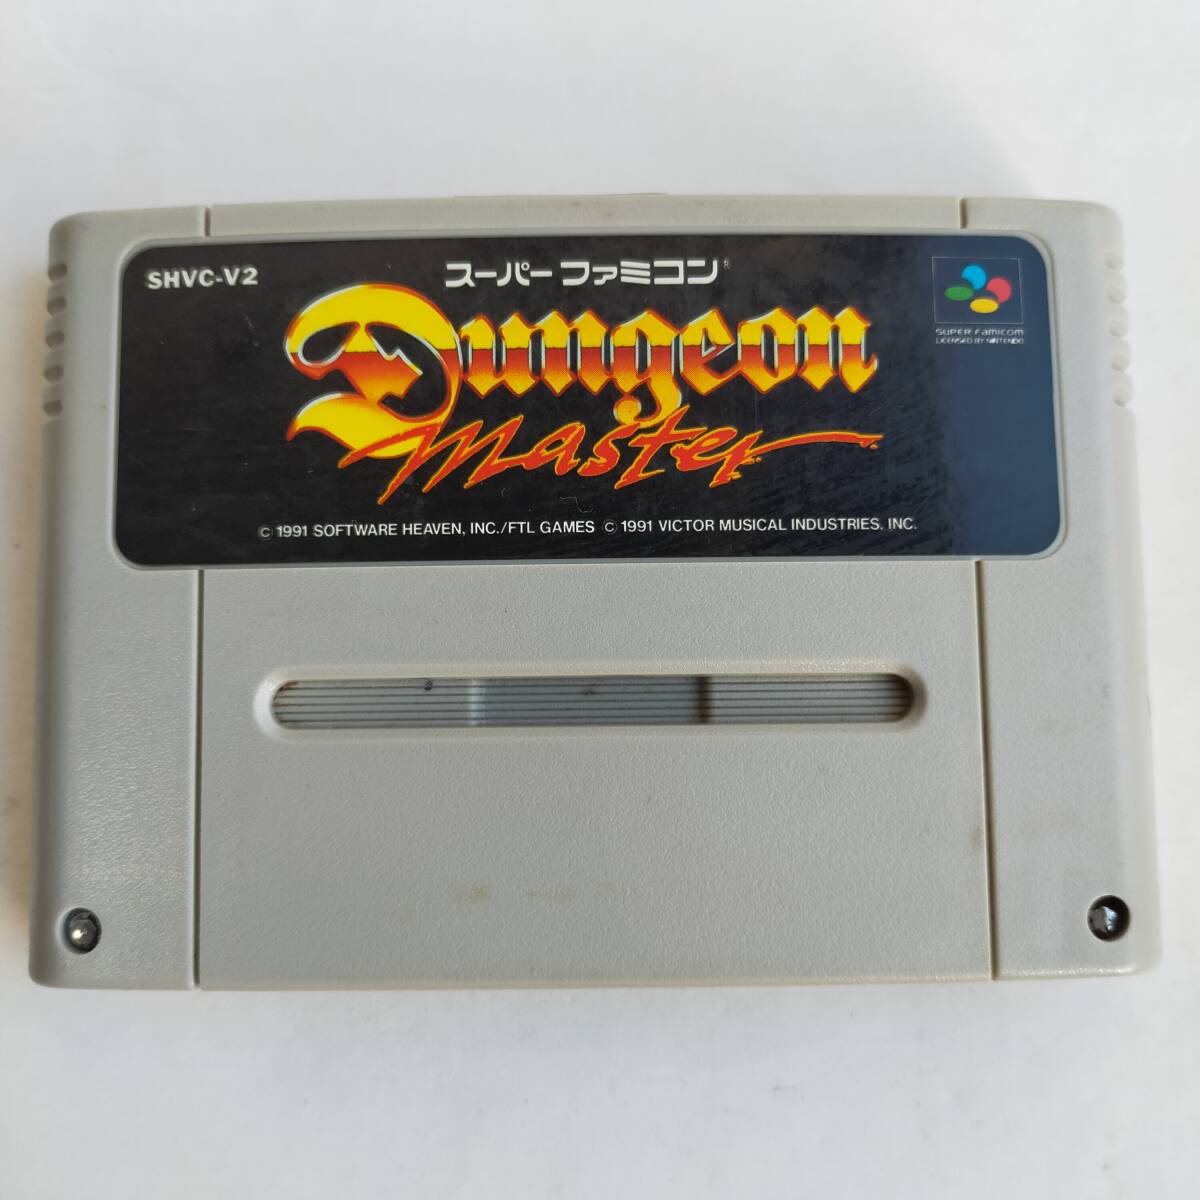 SHVC-V2
スーパーファミコン
Dungeon
Master
SUPER FAMICOM
LICENSED BY NINTENDO
© 1991 SOFTWARE HEAVEN, INC./FTL GAMES © 1991 VICTOR MUSICAL INDUSTRIES, INC.